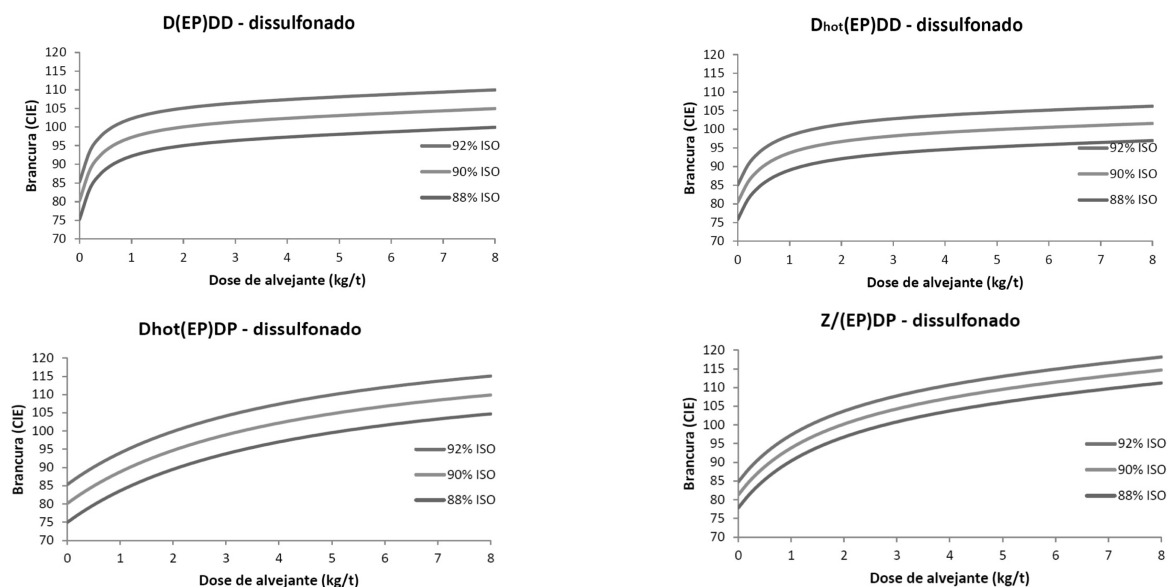 D(EP)DD - dissulfonado
120
115
110
105
100
95
90
85
80
75
70
Brancura (CIE)
92% ISO
90% ISO
88% ISO
0 1 2 3 4 5 6 7 8
Dose de alvejante (kg/t)
Dhot(EP)DD - dissulfonado
120
115
110
105
100
95
90
85
80
75
70
Brancura (CIE)
92% ISO
90% ISO
88% ISO
0 1 2 3 4 5 6 7 8
Dose de alvejante (kg/t)
Dhot(EP)DP - dissulfonado
120
115
110
105
100
95
90
85
80
75
70
Brancura (CIE)
92% ISO
90% ISO
88% ISO
0 1 2 3 4 5 6 7 8
Dose de alvejante (kg/t)
Z/(EP)DP - dissulfonado
120
115
110
105
100
95
90
85
80
75
70
Brancura (CIE)
92% ISO
90% ISO
88% ISO
0 1 2 3 4 5 6 7 8
Dose de alvejante (kg/t)